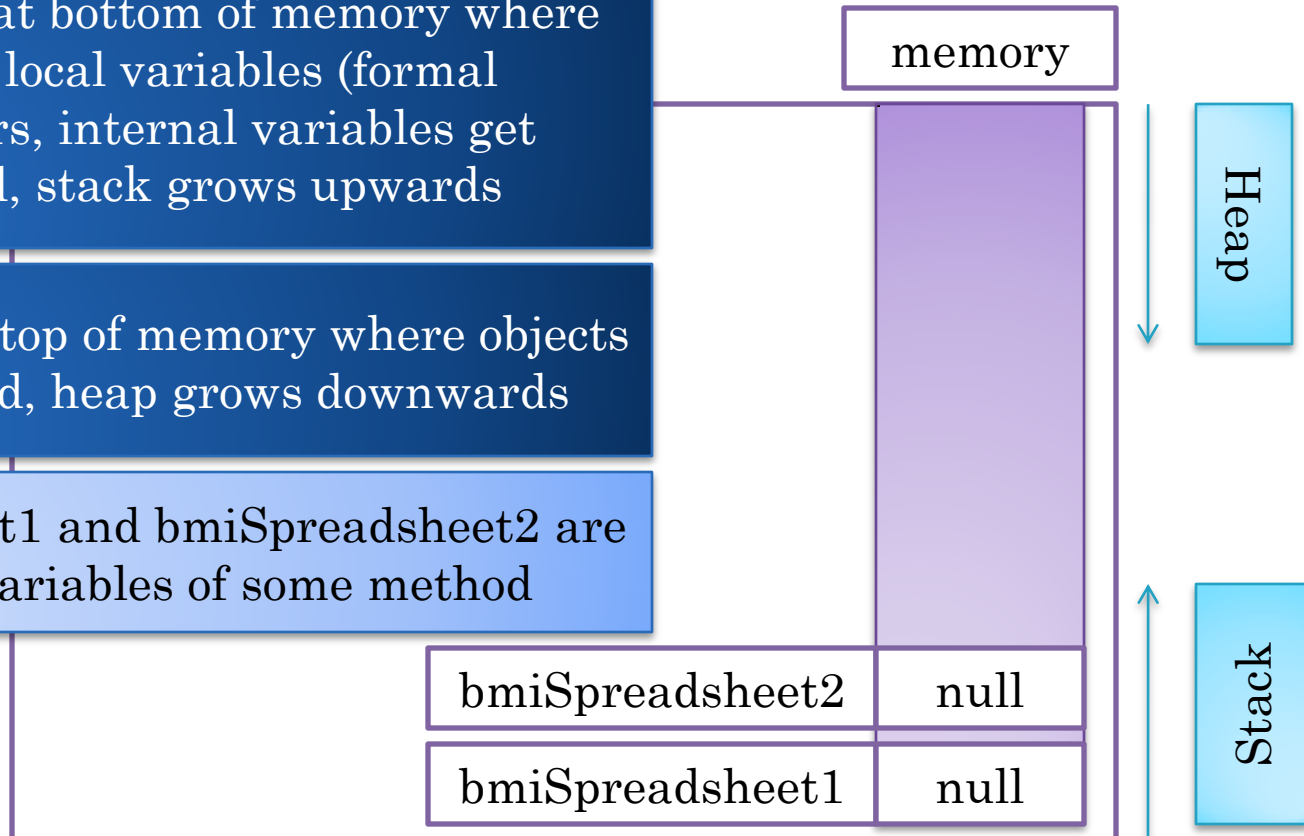 at bottom of memory where
local variables (formal
rs, internal variables get
d, stack grows upwards
top of memory where objects
d, heap grows downwards
t1 and bmiSpreadsheet2 are
ariables of some method
memory
Heap
Stack
bmiSpreadsheet2 null
bmiSpreadsheet1 null